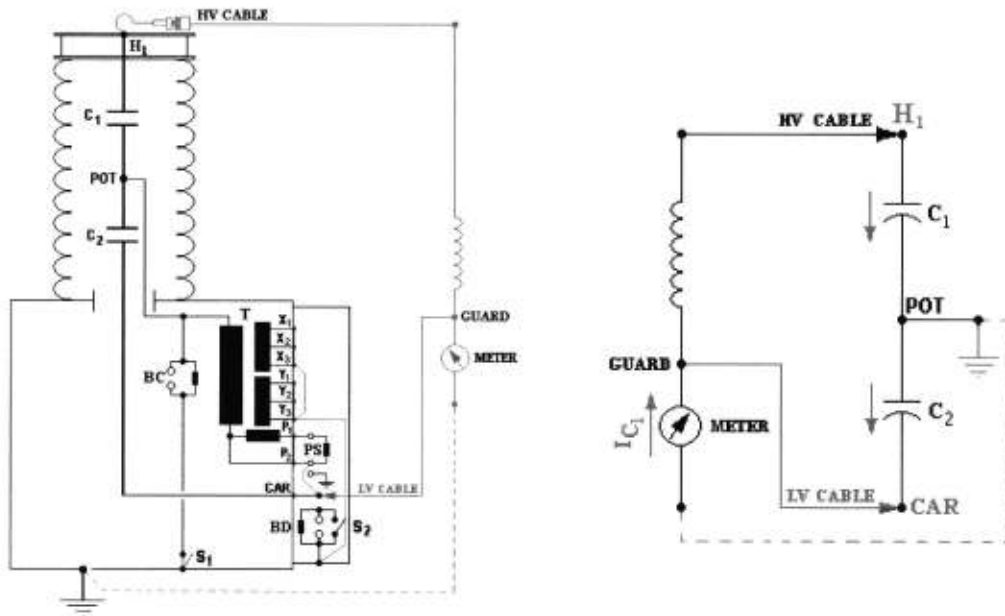 HV CABLE
H1
C1
POT
C2
T
X1
X2
X3
Y1
Y2
Y3
P1
P2
PS
BC
CAR
LV CABLE
BD
S2
S1
GUARD
METER
HV CABLE
H1
C1
POT
GUARB
IC1
METER
C2
LV CABLE
CAR